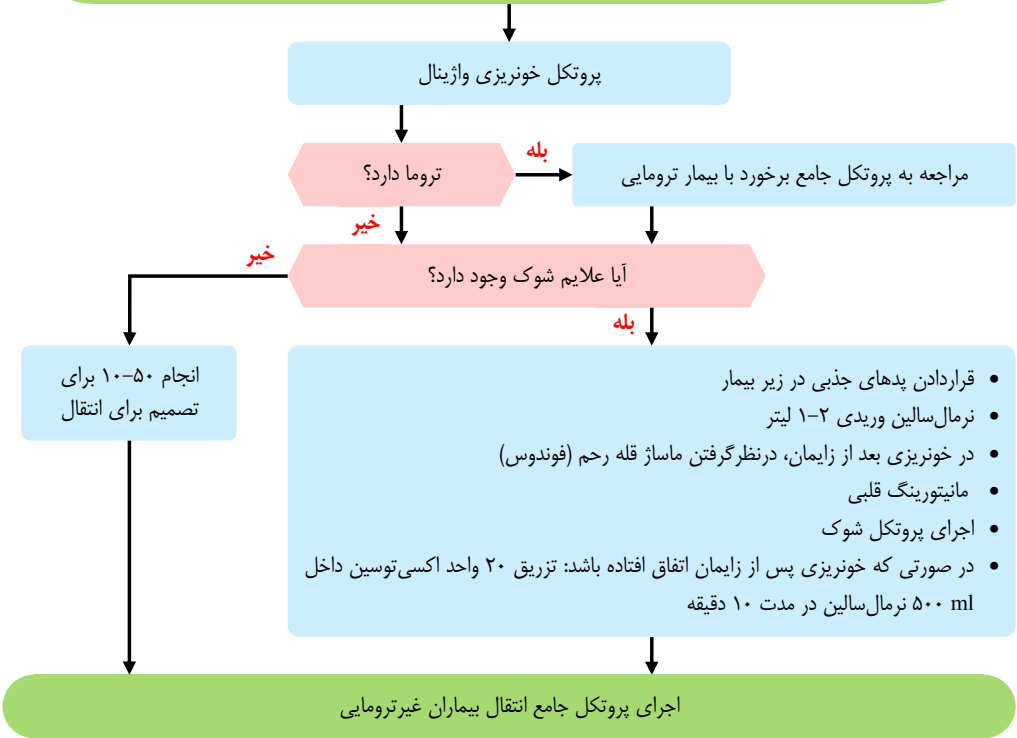 پروتکل خونریزی واژینال
تروما دارد؟
بله
مراجعه به پروتکل جامع برخورد با بیمار ترومایی
خیر
آیا علایم شوک وجود دارد؟
خیر
بله
انجام ۵۰–۱۰ برای
تصمیم برای انتقال
• قراردادن پدهای جذبی در زیر بیمار
• نرمال‌سالین وریدی ۲–۱ لیتر
• در خونریزی بعد از زایمان، درنظرگرفتن ماساژ قله رحم (فوندوس)
• مانیتورینگ قلبی
• اجرای پروتکل شوک
• در صورتی که خونریزی پس از زایمان اتفاق افتاده باشد: تزریق ۲۰ واحد اکسی‌توسین داخل
۵۰۰ ml نرمال‌سالین در مدت ۱۰ دقیقه
اجرای پروتکل جامع انتقال بیماران غیرترومایی